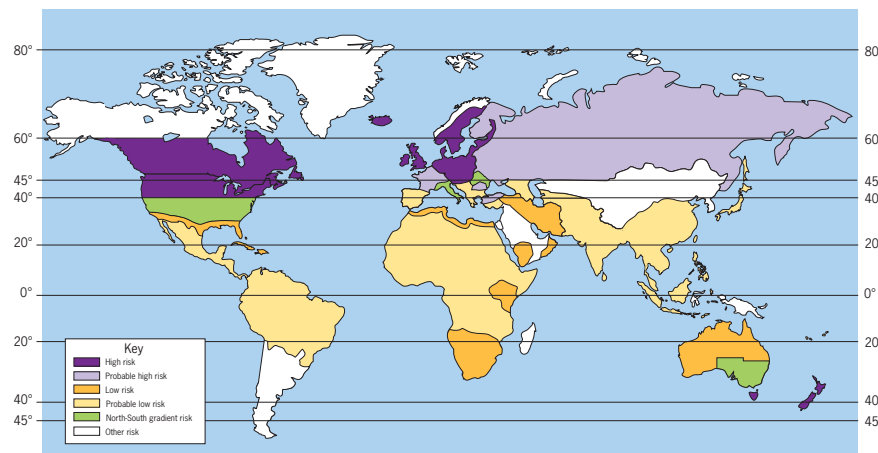 80°
80
60°
60
45°
45
40°
40
20°
20
0°
0°
20°
20
40°
40
45°
45
Key
High risk
Probable high risk
Low risk
Probable low risk
North-South gradient risk
Other risk